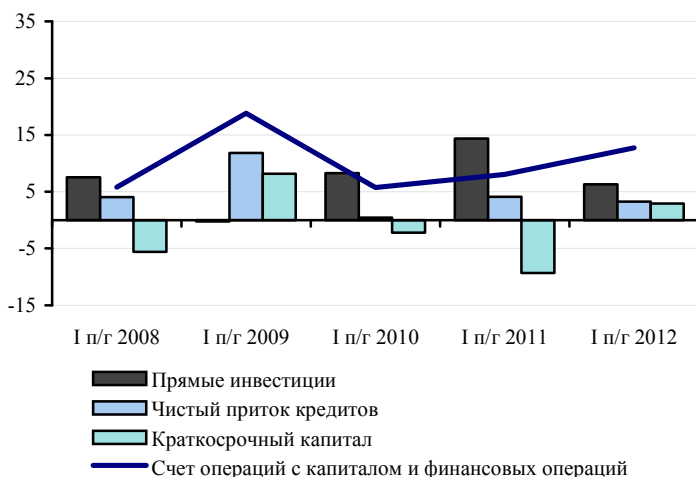 35
25
15
5
-5
-15
I п/г 2008 I п/г 2009 I п/г 2010 I п/г 2011 I п/г 2012
Прямые инвестиции
Чистый приток кредитов
Краткосрочный капитал
Счет операций с капиталом и финансовых операций